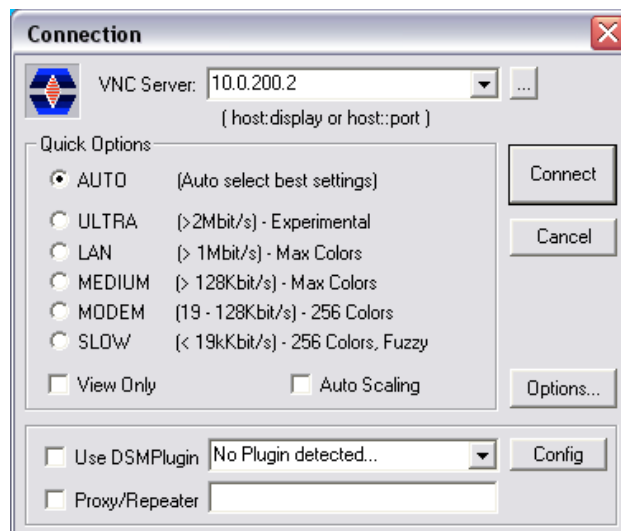 Connection
VNC Server: 10.0.200.2 ...
( host:display or host::port )
Quick Options
AUTO (Auto select best settings)
ULTRA (>2Mbit/s) - Experimental
LAN (> 1Mbit/s) - Max Colors
MEDIUM (> 128Kbit/s) - Max Colors
MODEM (19 - 128Kbit/s) - 256 Colors
SLOW (< 19kKbit/s) - 256 Colors, Fuzzy
View Only Auto Scaling
Connect
Cancel
Options...
Use DSMPlugin No Plugin detected... Config
Proxy/Repeater